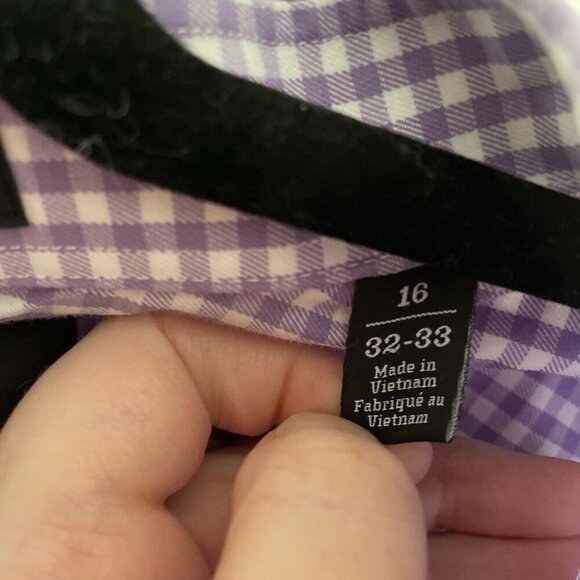 16
32-33
Made in
Vietnam
Fabriqué au
Vietnam